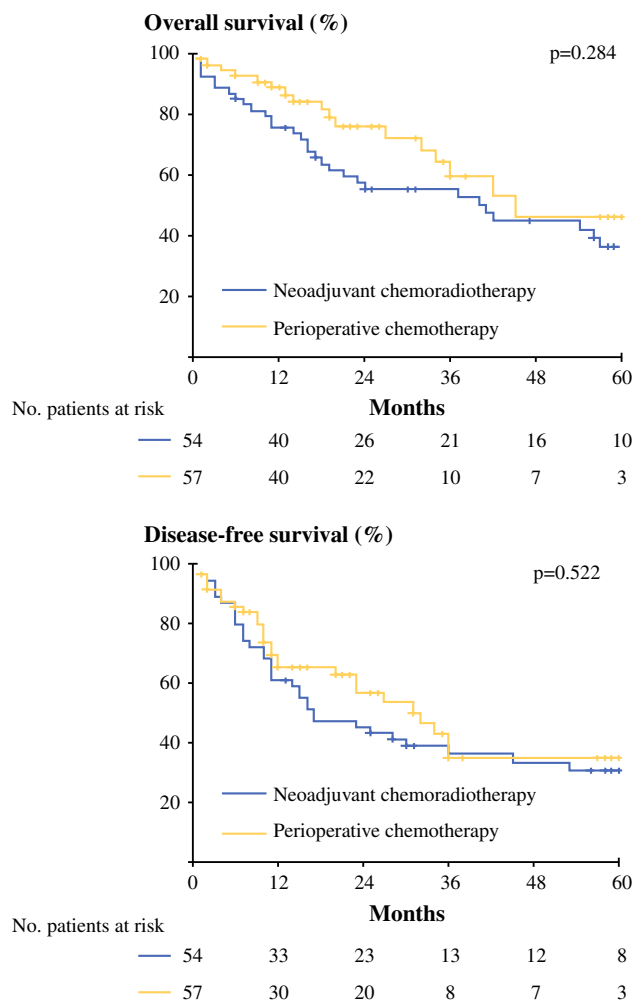 Overall survival (%)
p=0.284
100
80
60
40
20
Neoadjuvant chemoradiotherapy
Perioperative chemotherapy
0 12 24 36 48 60
No. patients at risk Months
54 40 26 21 16 10
57 40 22 10 7 3
Disease-free survival (%)
p=0.522
100
80
60
40
20
Neoadjuvant chemoradiotherapy
Perioperative chemotherapy
0 12 24 36 48 60
No. patients at risk Months
54 33 23 13 12 8
57 30 20 8 7 3